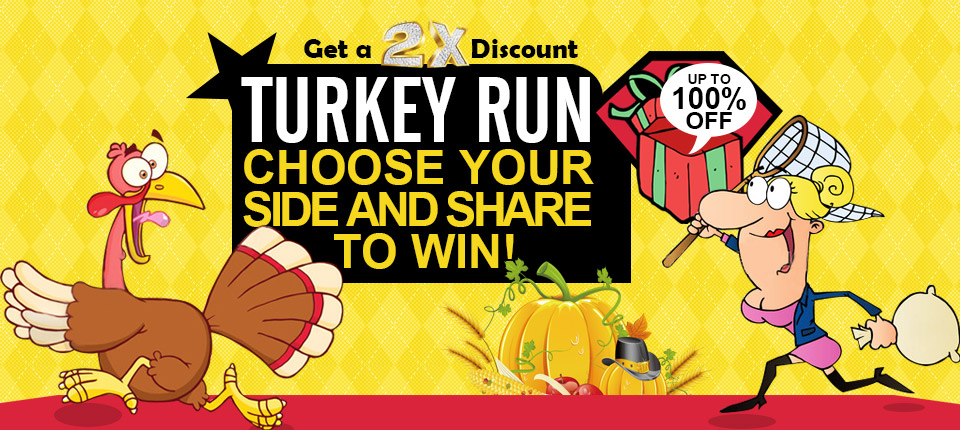 Get a 2X Discount
TURKEY RUN
CHOOSE YOUR
SIDE AND SHARE
TO WIN!
UP TO
100%
OFF